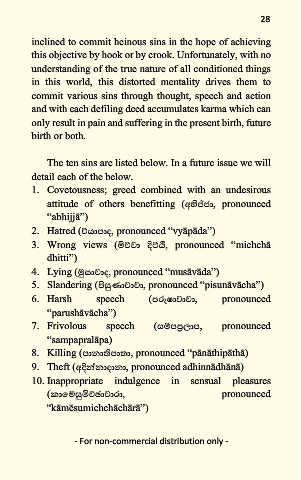 28
inclined to commit heinous sins in the hope of achieving
this objective by hook or by crook. Unfortunately, with no
understanding of the true nature of all conditioned things
in this world, this distorted mentality drives them to
commit various sins through thought, speech and action
and with each defiling deed accumulates karma which can
only result in pain and suffering in the present birth, future
birth or both.
The ten sins are listed below. In a future issue we will
detail each of the below.
1. Covetousness; greed combined with an undesirous
attitude of others benefitting (අභිජ්ජා, pronounced
“abhijjā”)
2. Hatred (ව්යාපාද, pronounced “vyāpāda”)
3. Wrong views (මිච්චා දිට්ඨි, pronounced “michchā
dhitti”)
4. Lying (මුසාවාද, pronounced “musāvāda”)
5. Slandering (පිසුණාවාචා, pronounced “pisunāvācha”)
6. Harsh speech (පරුෂාවාචා, pronounced
“parushāvācha”)
7. Frivolous speech (සම්පප්‍රලාප, pronounced
“sampapralāpa)
8. Killing (පානාතිපාතා, pronounced “pānāthipāthā)
9. Theft (අදින්නාදානා, pronounced adhinnādhānā)
10. Inappropriate indulgence in sensual pleasures
(කාමේසුමිච්ඡාචාරා, pronounced
“kāmēsumichchāchārā”)
- For non-commercial distribution only -